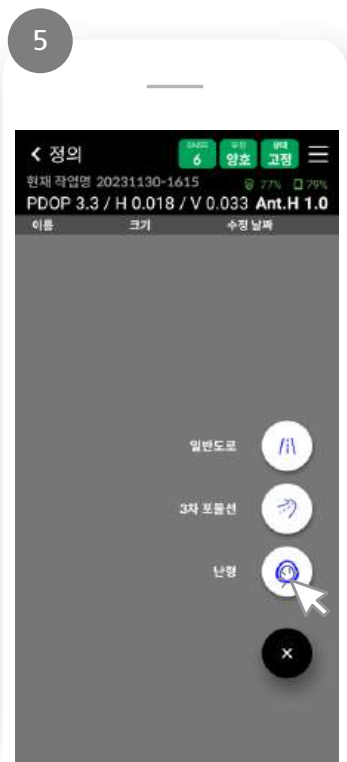 5
정의
GNSS
6
양호
상태
고정
현재 작업명 20231130-1615 77% 79%
PDOP 3.3 / H 0.018 / V 0.033 Ant.H 1.0
이름 크기 수정 날짜
일반도로
3차 포물선
난형